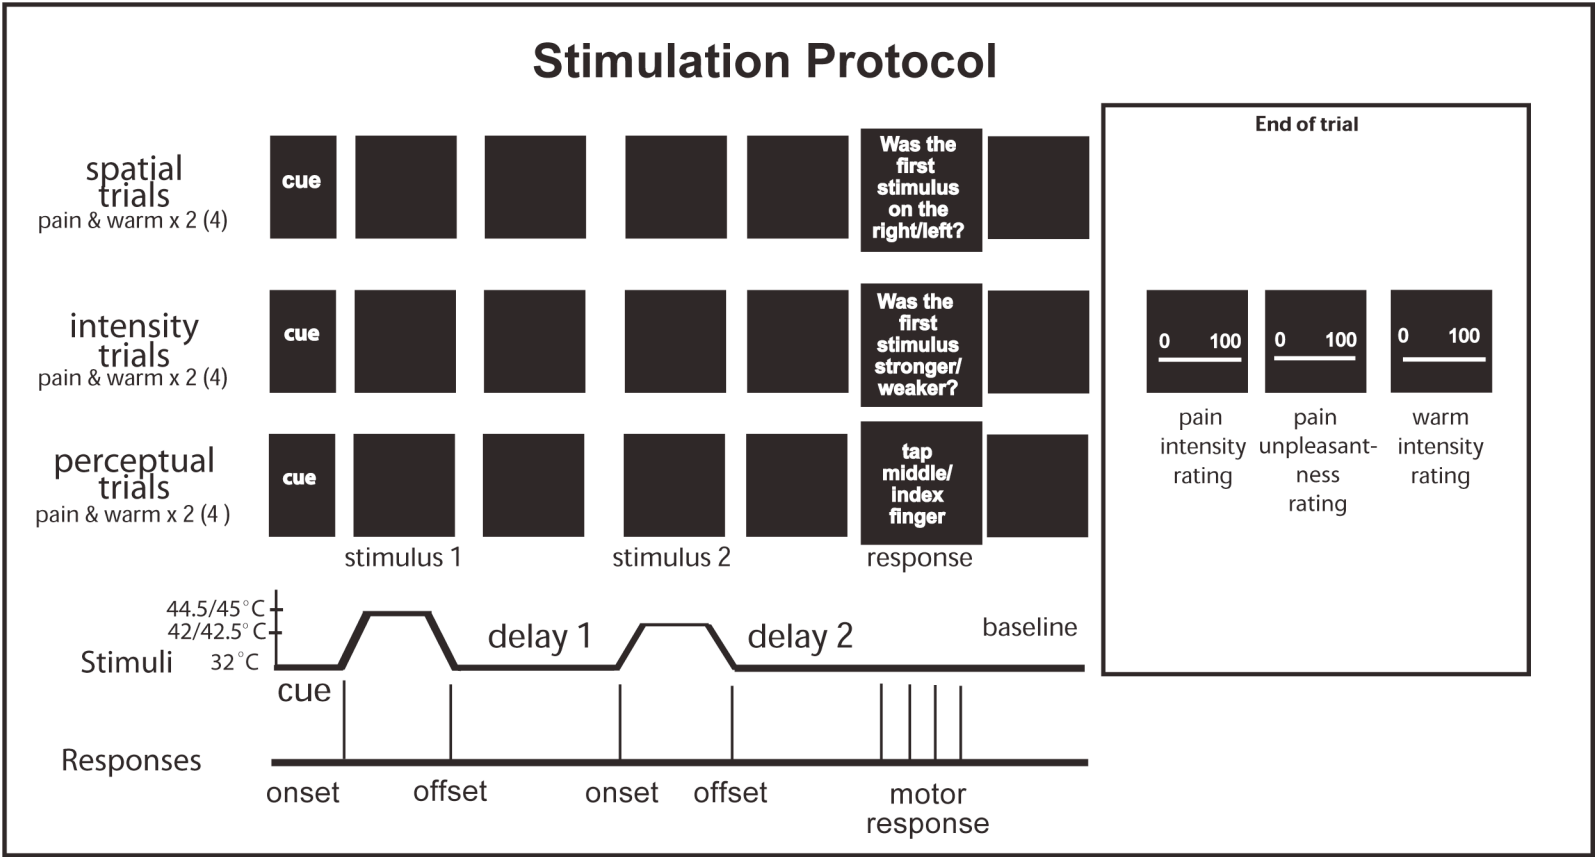 Stimulation Protocol
spatial
trials
pain & warm x 2 (4)
cue
Was the
first
stimulus
on the
right/left?
intensity
trials
pain & warm x 2 (4)
cue
Was the
first
stimulus
stronger/
weaker?
perceptual
trials
pain & warm x 2 (4 )
cue
tap
middle/
index
finger
stimulus 1
stimulus 2
response
44.5/45°C
42/42.5°C
Stimuli 32°C
cue
delay 1
delay 2
baseline
Responses
onset
offset
onset
offset
motor
response
End of trial
0 100
pain
intensity
rating
0 100
pain
unpleasant-
ness
rating
0 100
warm
intensity
rating